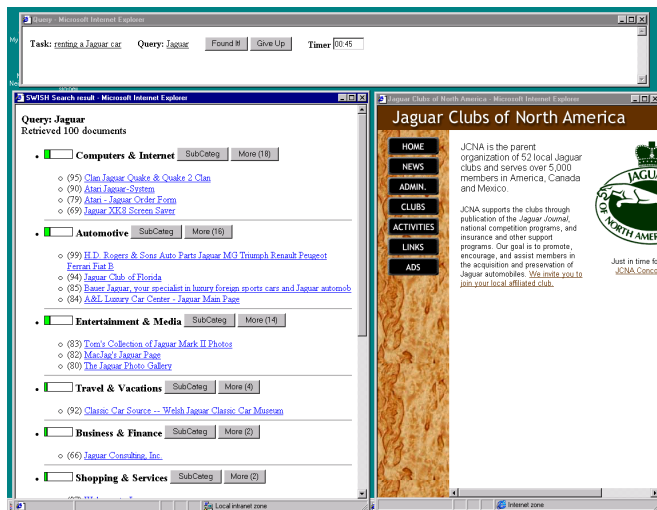 Query - Microsoft Internet Explorer
Task: renting a Jaguar car Query: Jaguar Found It! Give Up Timer 00:45
My
SWISH Search result - Microsoft Internet Explorer
Query: Jaguar
Retrieved 100 documents
Computers & Internet SubCateg More (18)
(95) Clan Jaguar Quake & Quake 2 Clan
(90) Atari Jaguar-System
(79) Atari - Jaguar Order Form
(69) Jaguar XK8 Screen Saver
Automotive SubCateg More (16)
(99) H.D. Rogers & Sons Auto Parts Jaguar MG Triumph Renault Peugeot
Ferrari Fiat B
(94) Jaguar Club of Florida
(85) Bauer Jaguar, your specialist in luxury foreign sports cars and Jaguar automob
(84) A&L Luxury Car Center - Jaguar Main Page
Entertainment & Media SubCateg More (14)
(83) Tom's Collection of Jaguar Mark II Photos
(82) MacJag's Jaguar Page
(80) The Jaguar Photo Gallery
Travel & Vacations SubCateg More (4)
(92) Classic Car Source -- Welsh Jaguar Classic Car Museum
Business & Finance SubCateg More (2)
(66) Jaguar Consulting, Inc.
Shopping & Services SubCateg More (2)
Local intranet zone
Jaguar Clubs of North America - Microsoft Internet Explorer
Jaguar Clubs of North America
HOME
NEWS
ADMIN.
CLUBS
ACTIVITIES
LINKS
ADS
JCNA is the parent
organization of 52 local Jaguar
clubs and serves over 5,000
members in America, Canada
and Mexico.
JCNA supports the clubs through
publication of the Jaguar Journal,
national competition programs, and
insurance and other support
programs. Our goal is to promote,
encourage, and assist members in
the acquisition and preservation of
Jaguar automobiles. We invite you to
join your local affiliated club.
JAGU
NORTH AMER
Just in time fo
JCNA Conco
Internet zone